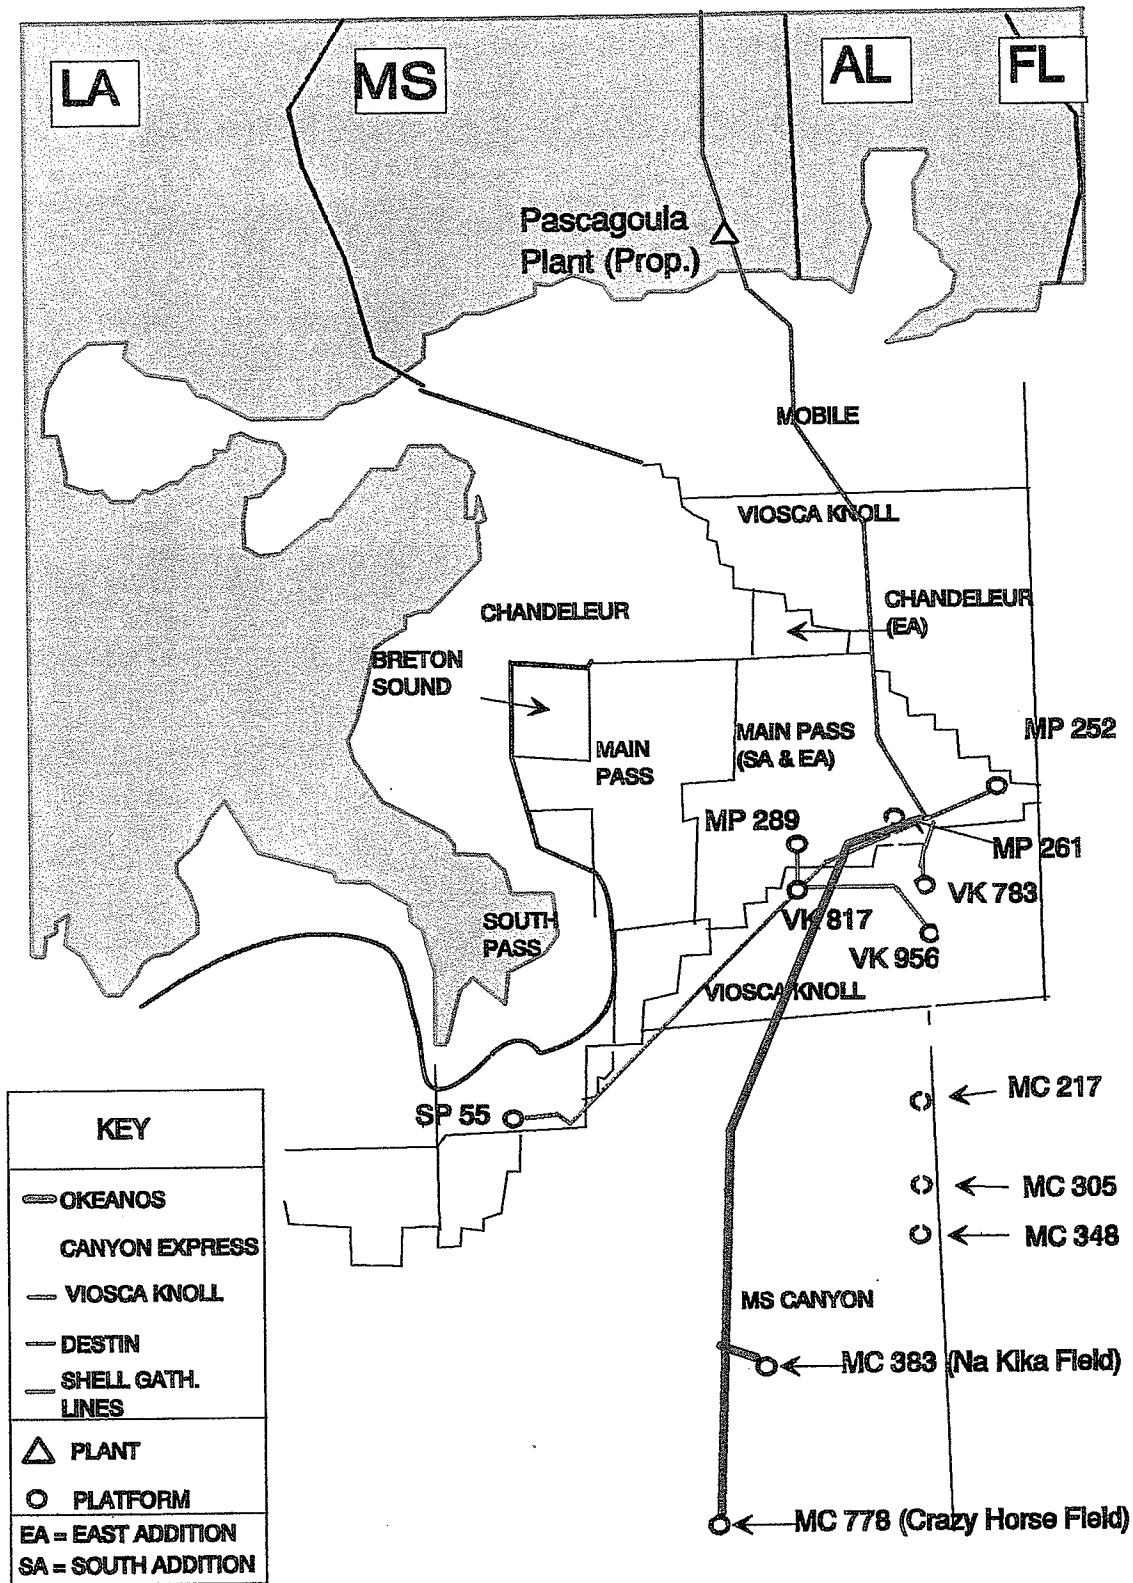 LA
MS
AL
FL
Pascagoula
Plant (Prop.)
MOBILE
VIOSCA KNOLL
CHANDELEUR
CHANDELEUR
(EA)
BRETON
SOUND
MAIN
PASS
MAIN PASS
(SA & EA)
MP 252
MP 289
MP 261
VK 783
VK 817
VK 956
SOUTH
PASS
VIOSCA KNOLL
SP 55
MC 217
MC 305
MC 348
MS CANYON
MC 383 (Na Kika Field)
MC 778 (Crazy Horse Field)
KEY
OKEANOS
CANYON EXPRESS
VIOSCA KNOLL
DESTIN
SHELL GATH.
LINES
PLANT
PLATFORM
EA = EAST ADDITION
SA = SOUTH ADDITION